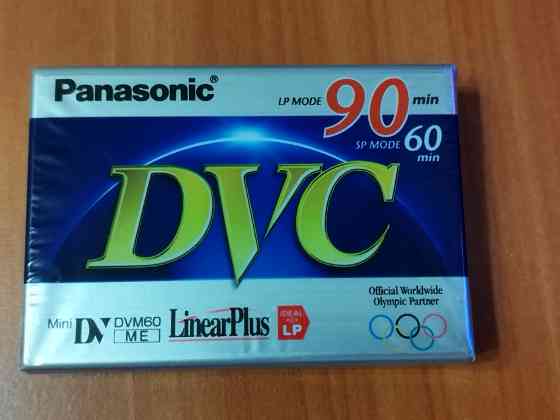 Panasonic®
LP MODE 90 min
SP MODE 60 min
DVC
Official Worldwide
Olympic Partner
Mini DV DVM60 ME
LinearPlus
IDEAL
LP